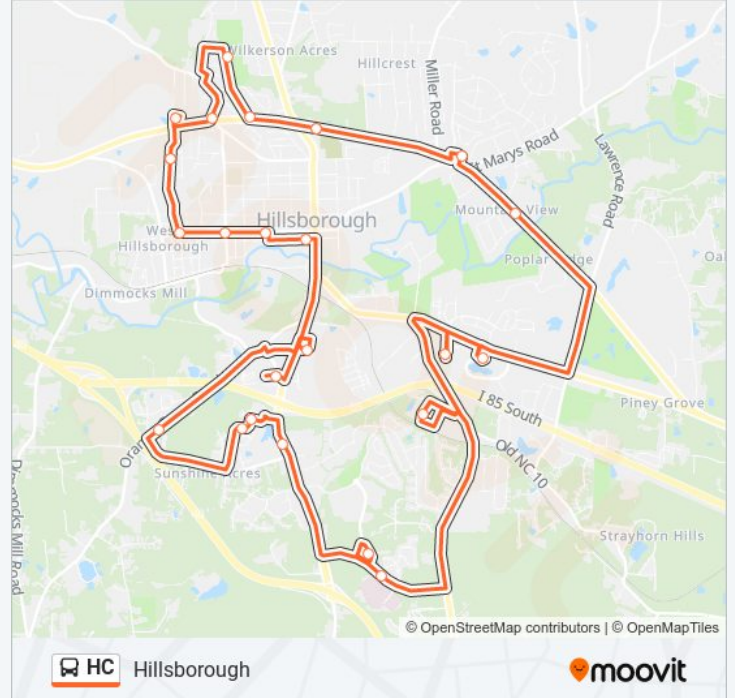 Wilkerson Acres
Hillcrest
Miller Road
St Marys Road
Lawrence Road
Hillsborough
Mountain View
West
Hillsborough
Poplar Ridge
Dimmocks Mill
I 85 South
Piney Grove
Old NC 10
Sunshine Acres
Dimmocks Mill Road
Strayhorn Hills
© OpenStreetMap contributors | © OpenMapTiles
HC
Hillsborough
moovit